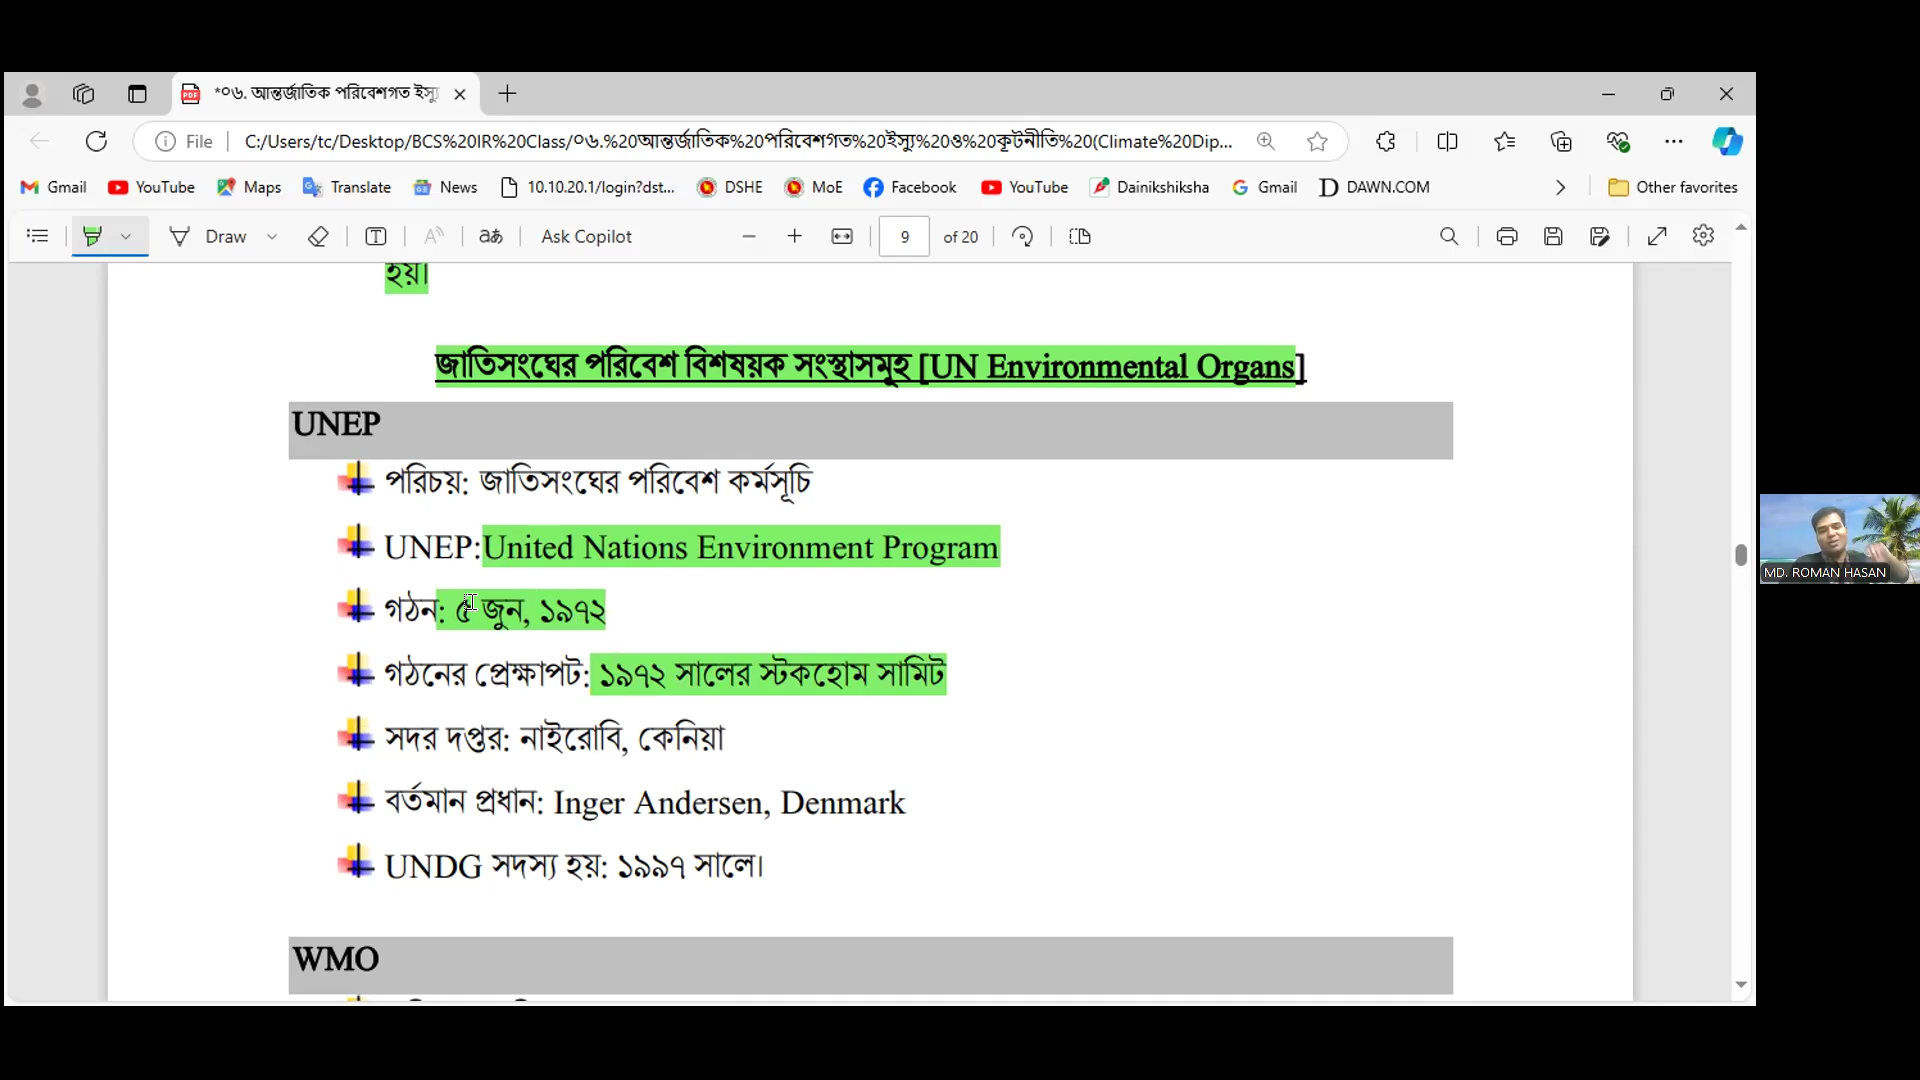 *০৬. আন্তর্জাতিক পরিবেশগত ইস্যু
File
C:/Users/tc/Desktop/BCS%20IR%20Class/০৬.%20আন্তর্জাতিক%20পরিবেশগত%20ইস্যু%20ও%20কূটনীতি%20(Climate%20Dip...
Gmail YouTube Maps Translate News 10.10.20.1/login?dst... DSHE MoE Facebook YouTube Dainikshiksha Gmail DAWN.COM Other favorites
Draw Ask Copilot 9 of 20
হয়।
জাতিসংঘের পরিবেশ বিশষয়ক সংস্থাসমূহ [UN Environmental Organs]
UNEP
পরিচয়: জাতিসংঘের পরিবেশ কর্মসূচি
UNEP:United Nations Environment Program
গঠন: ৫ জুন, ১৯৭২
গঠনের প্রেক্ষাপট: ১৯৭২ সালের স্টকহোম সামিট
সদর দপ্তর: নাইরোবি, কেনিয়া
বর্তমান প্রধান: Inger Andersen, Denmark
UNDG সদস্য হয়: ১৯৯৭ সালে।
MD. ROMAN HASAN
WMO